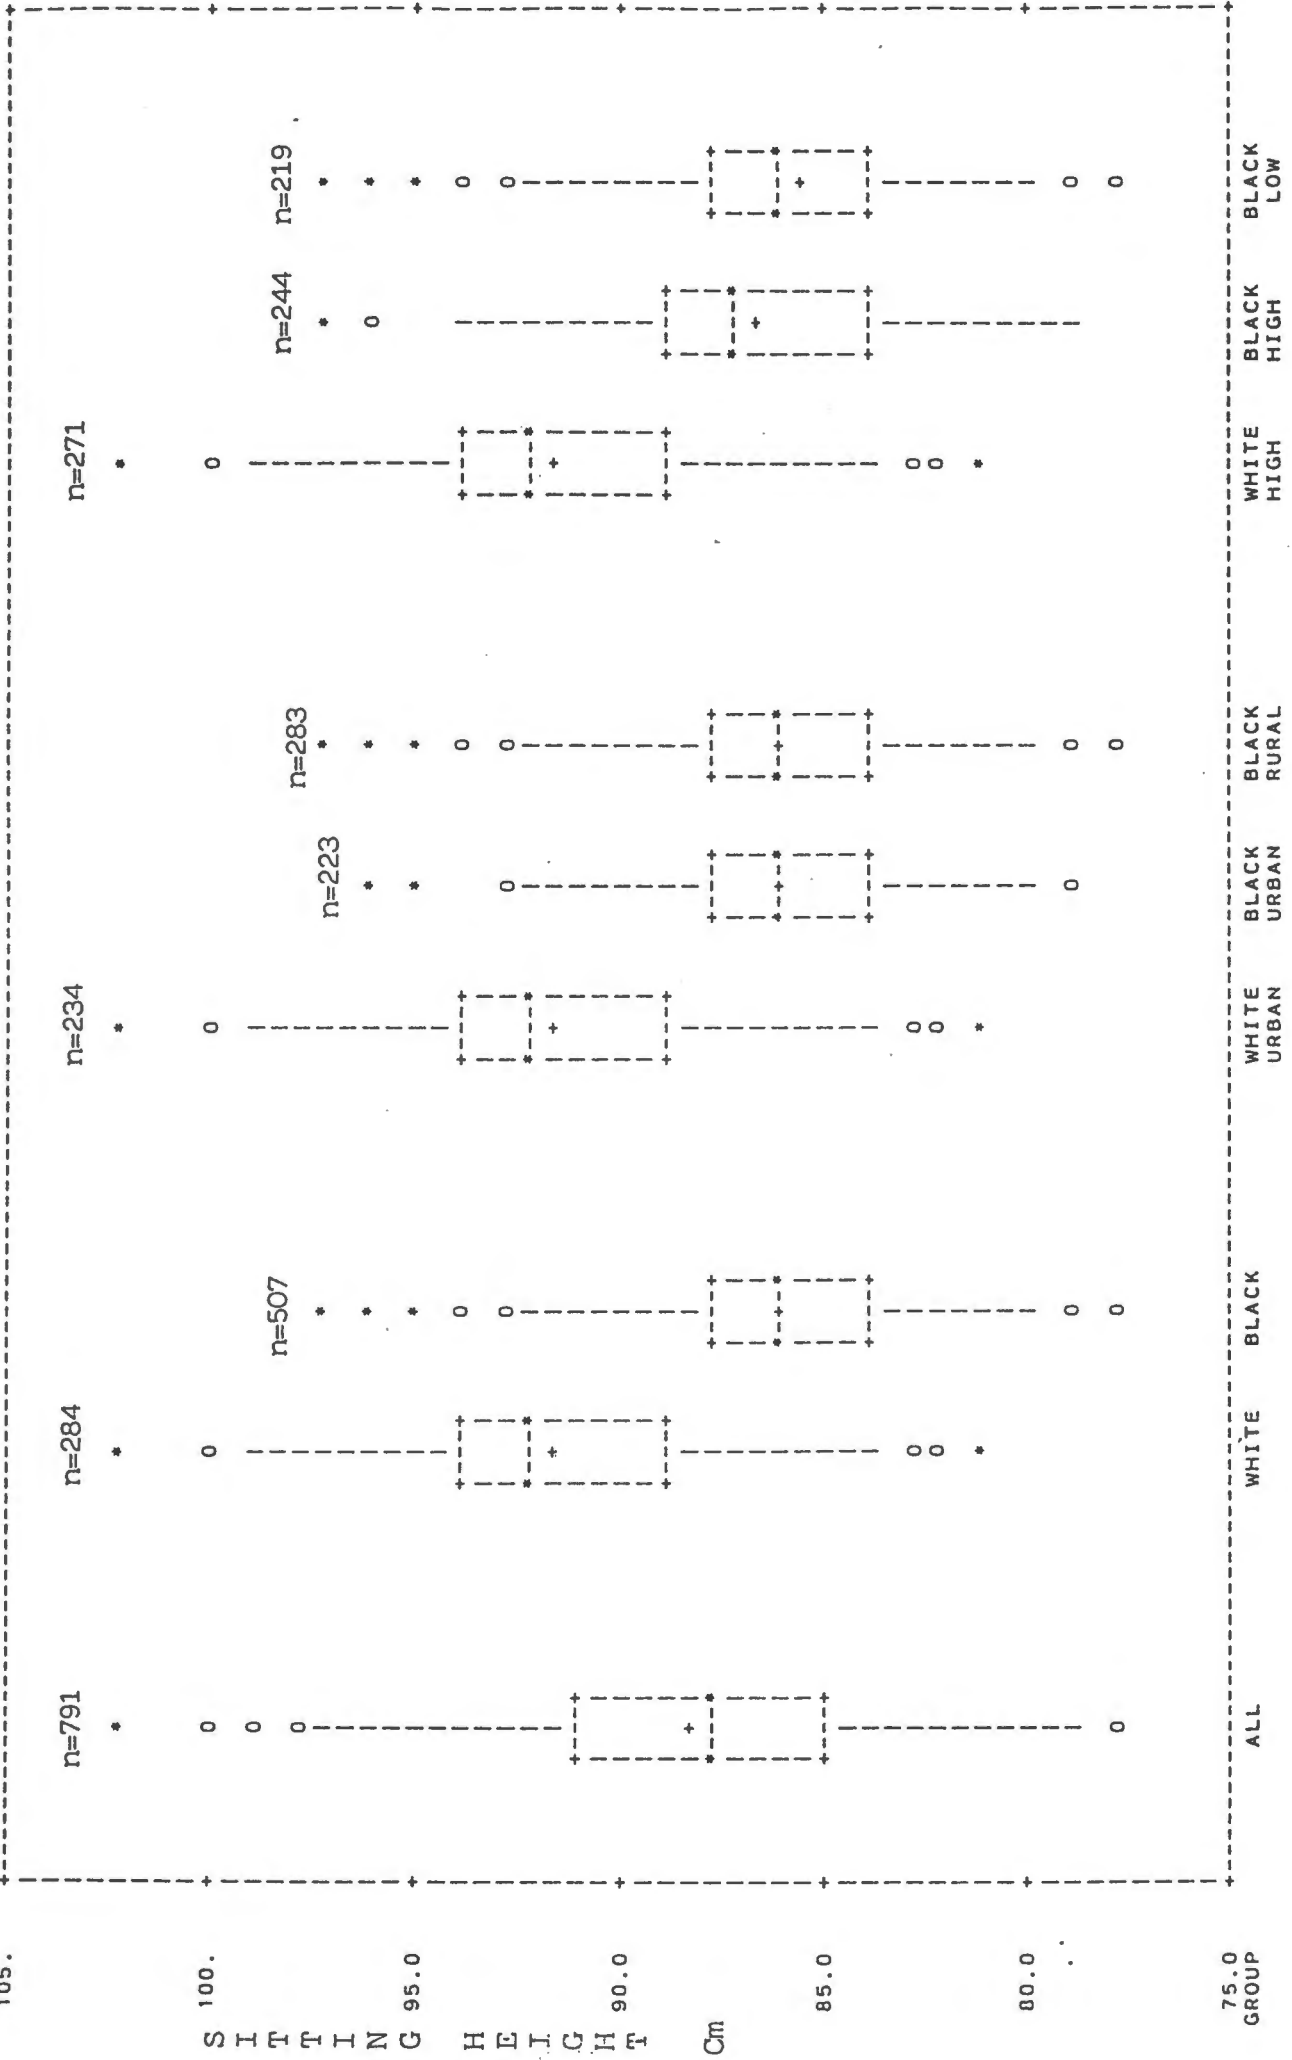 105.
100.
95.0
90.0
85.0
80.0
75.0
SITTING HEIGHT Cm
n=791
n=284
n=507
n=234
n=223
n=283
n=271
n=244
n=219
GROUP
ALL
WHITE
BLACK
WHITE URBAN
BLACK URBAN
BLACK RURAL
WHITE HIGH
BLACK HIGH
BLACK LOW